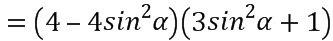 = (4 − 4sin²α)(3sin²α + 1)